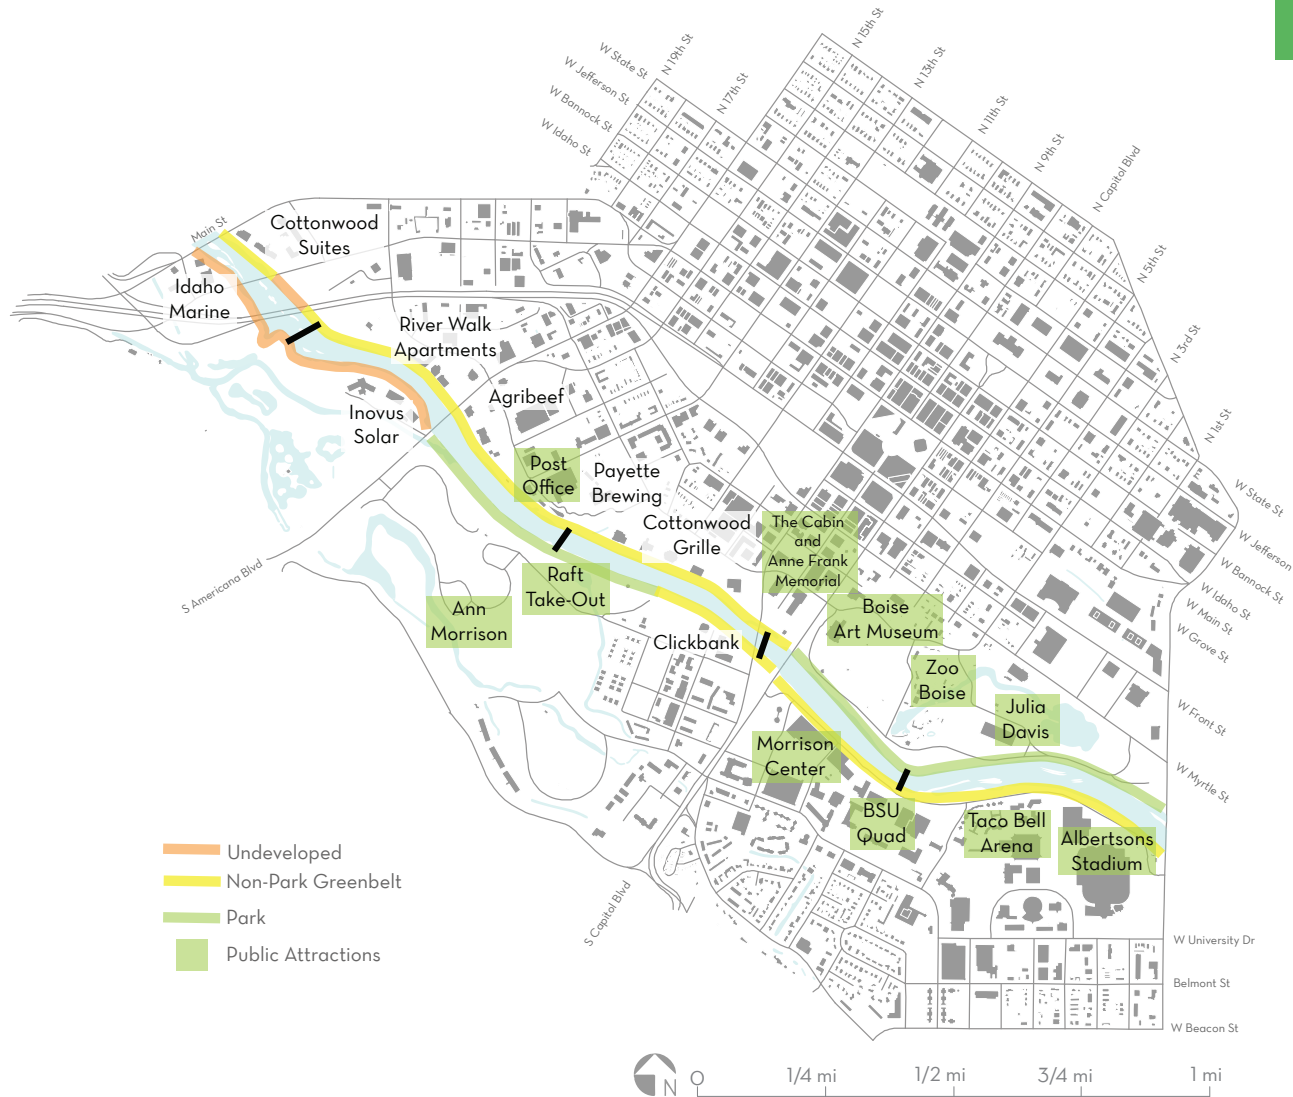 N 15th St
N 19th St
W State St
N 13th St
W Jefferson St
N 17th St
W Bannock St
N 11th St
W Idaho St
N 9th St
N Capitol Blvd
Main St
Cottonwood
Suites
N 5th St
Idaho
Marine
River Walk
Apartments
N 3rd St
Agribeef
Inovus
Solar
N 1st St
Post
Office
Payette
Brewing
W State St
Cottonwood
Grille
The Cabin
and
Anne Frank
Memorial
W Jefferson
W Bannock St
S Americana Blvd
Raft
Take-Out
W Idaho St
Ann
Morrison
Boise
Art Museum
W Main St
W Grove St
Clickbank
Zoo
Boise
Julia
Davis
W Front St
Morrison
Center
W Myrtle St
BSU
Quad
Taco Bell
Arena
Albertsons
Stadium
Undeveloped
Non-Park Greenbelt
Park
Public Attractions
S Capitol Blvd
W University Dr
Belmont St
W Beacon St
N
0
1/4 mi
1/2 mi
3/4 mi
1 mi